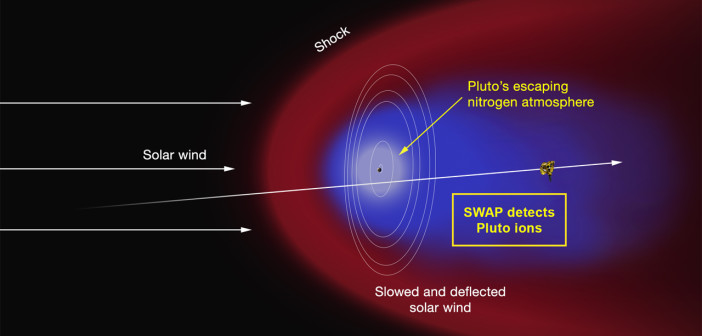 Shock
Pluto's escaping
nitrogen atmosphere
Solar wind
SWAP detects
Pluto ions
Slowed and deflected
solar wind